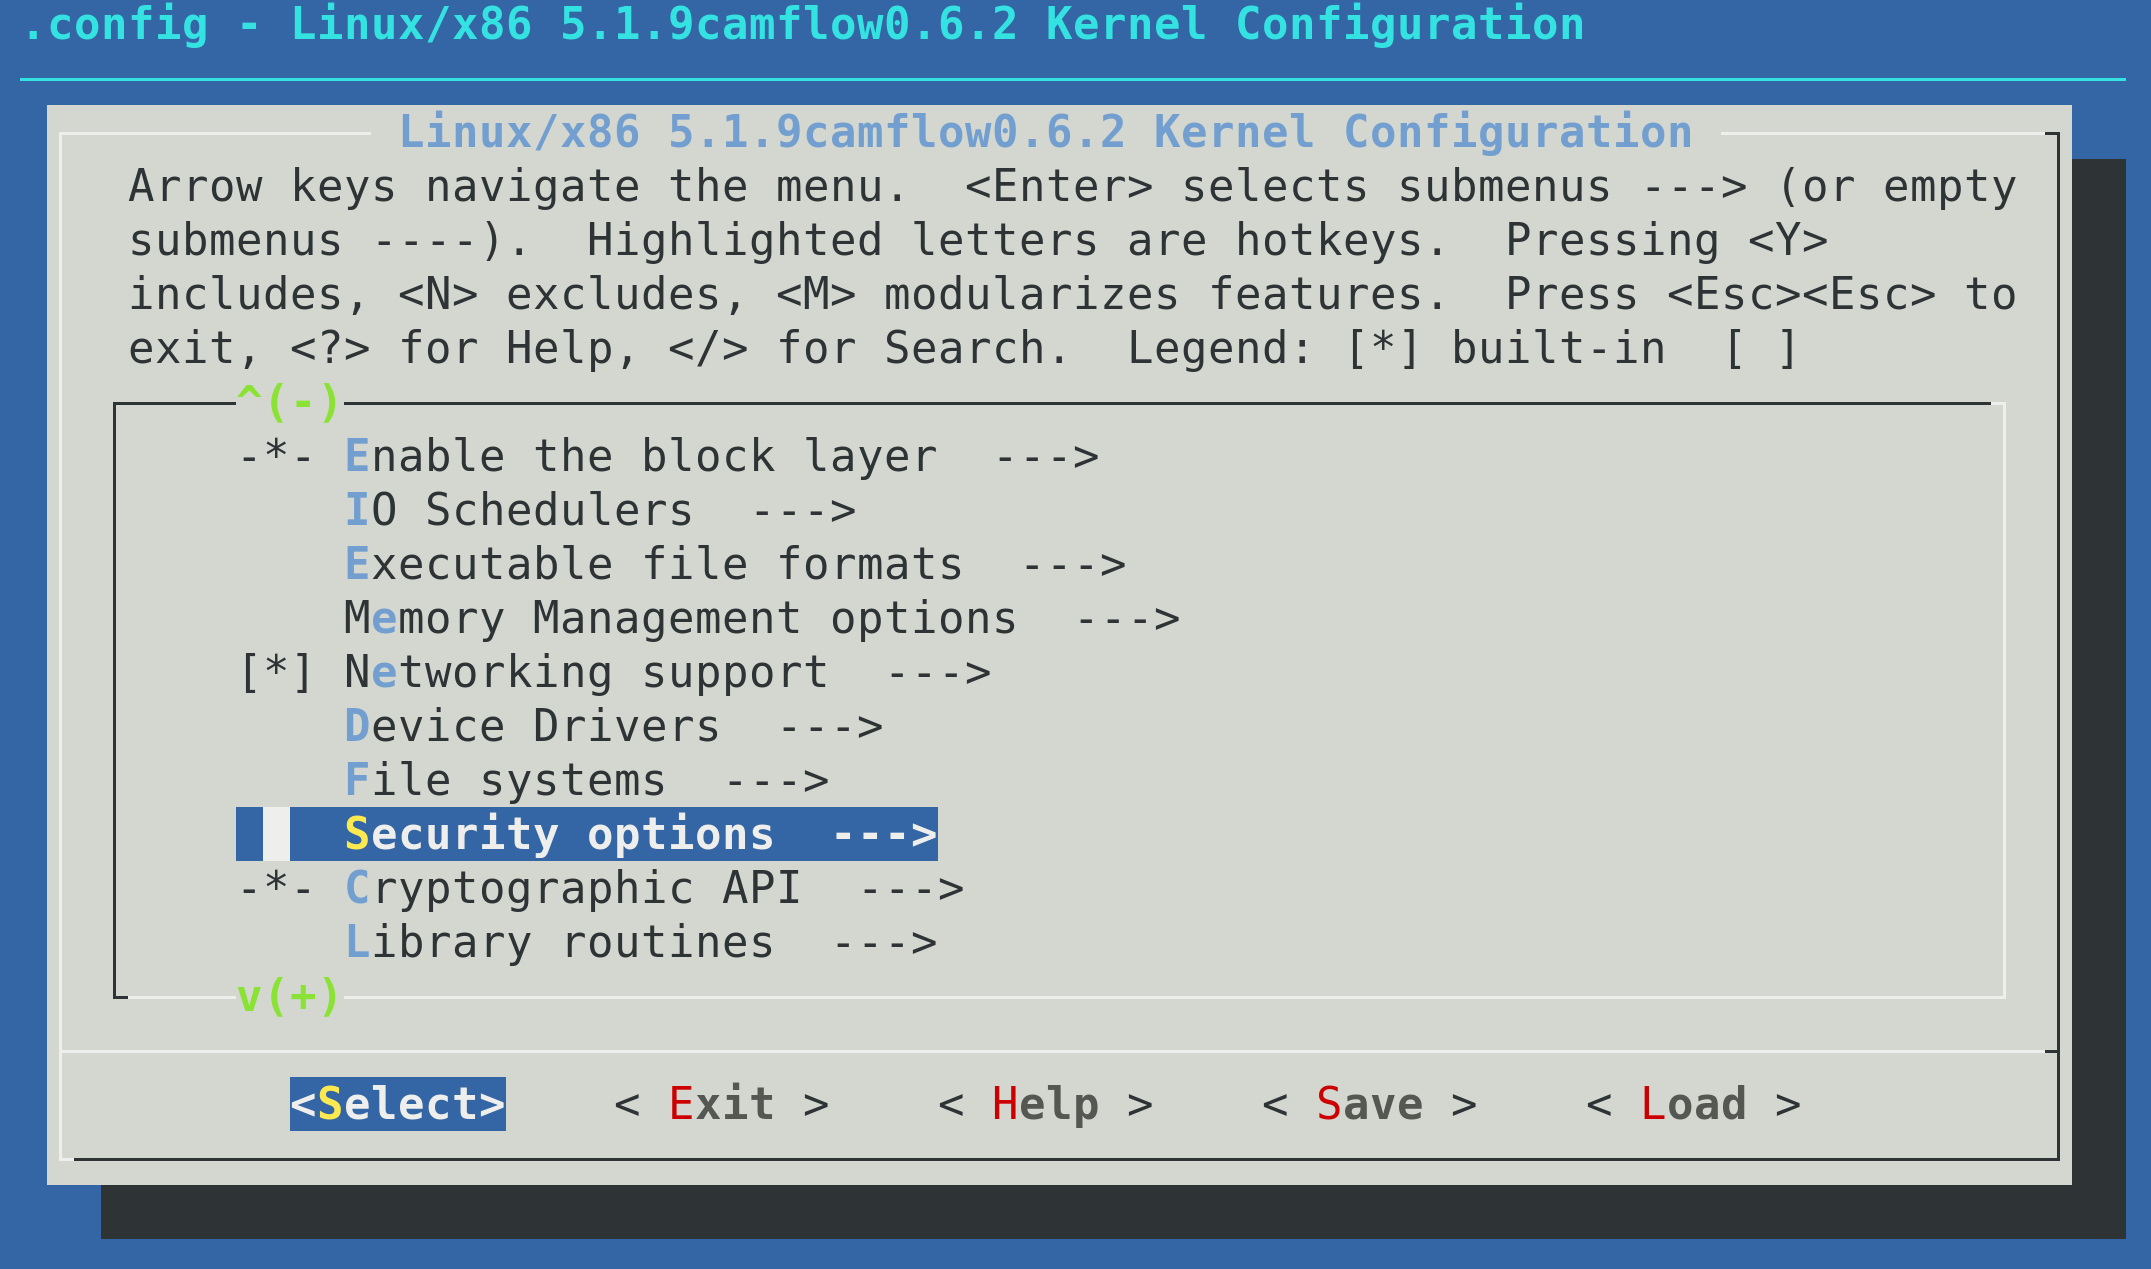 .config - Linux/x86 5.1.9camflow0.6.2 Kernel Configuration
Linux/x86 5.1.9camflow0.6.2 Kernel Configuration
Arrow keys navigate the menu.  <Enter> selects submenus ---> (or empty
submenus ----).  Highlighted letters are hotkeys.  Pressing <Y>
includes, <N> excludes, <M> modularizes features.  Press <Esc><Esc> to
exit, <?> for Help, </> for Search.  Legend: [*] built-in  [ ]
^(-)
-*- Enable the block layer  --->
IO Schedulers  --->
Executable file formats  --->
Memory Management options  --->
[*] Networking support  --->
Device Drivers  --->
File systems  --->
Security options  --->
-*- Cryptographic API  --->
Library routines  --->
v(+)
<Select>    < Exit >    < Help >    < Save >    < Load >